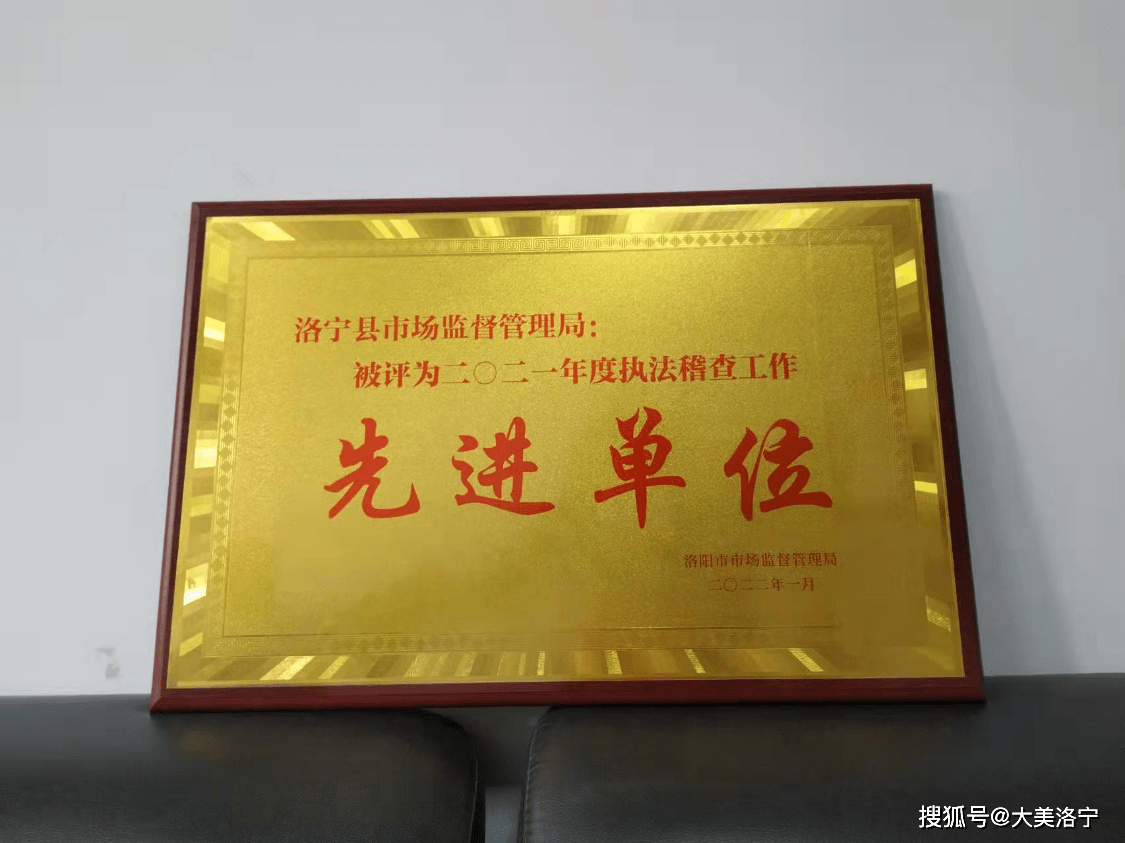 洛宁县市场监督管理局：
被评为二〇二一年度执法稽查工作
先进单位
洛阳市市场监督管理局
二〇二二年一月
搜狐号@大美洛宁